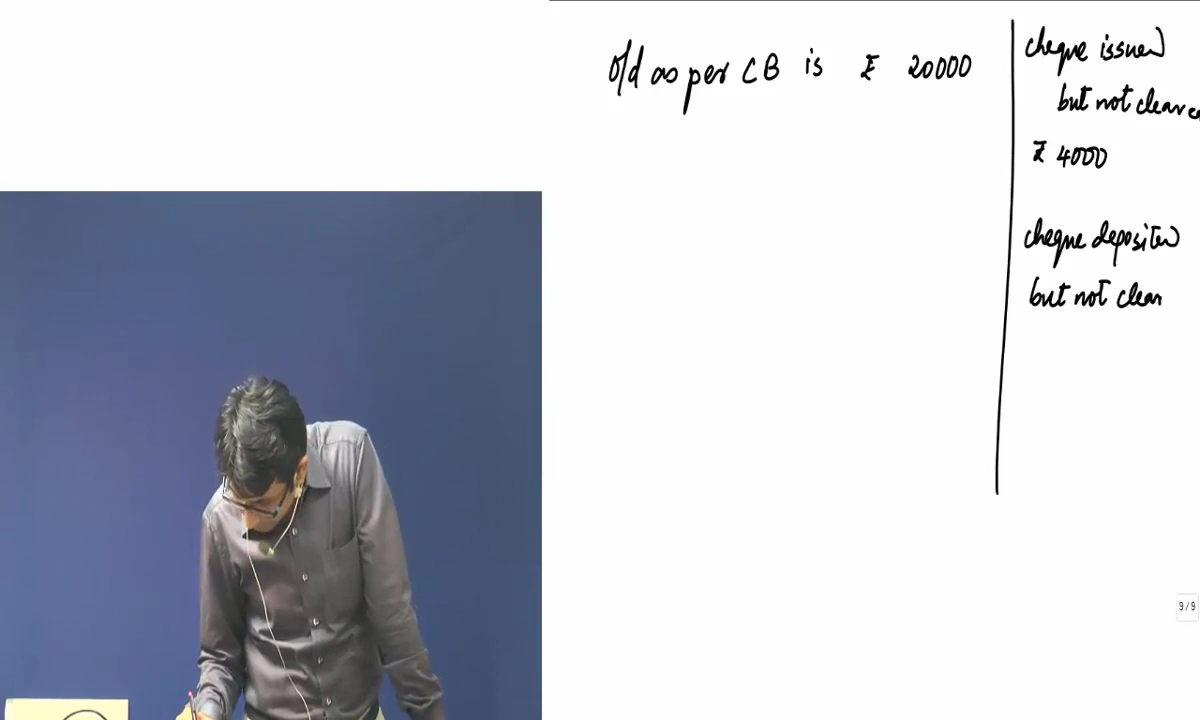 O/d as per CB is ₹ 20000
cheque issued
but not cleared
₹ 4000
cheque deposited
but not clear
9/9